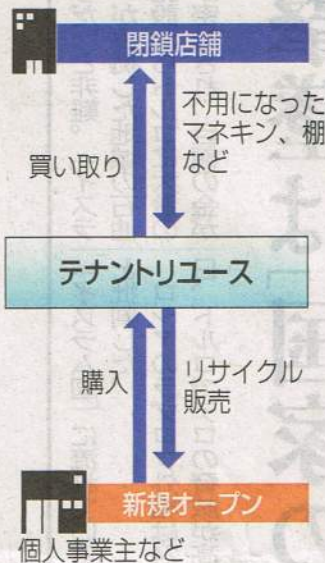 閉鎖店舗
買い取り
不用になった
マネキン、棚
など
テナントリユース
購入
リサイクル
販売
新規オープン
個人事業主など